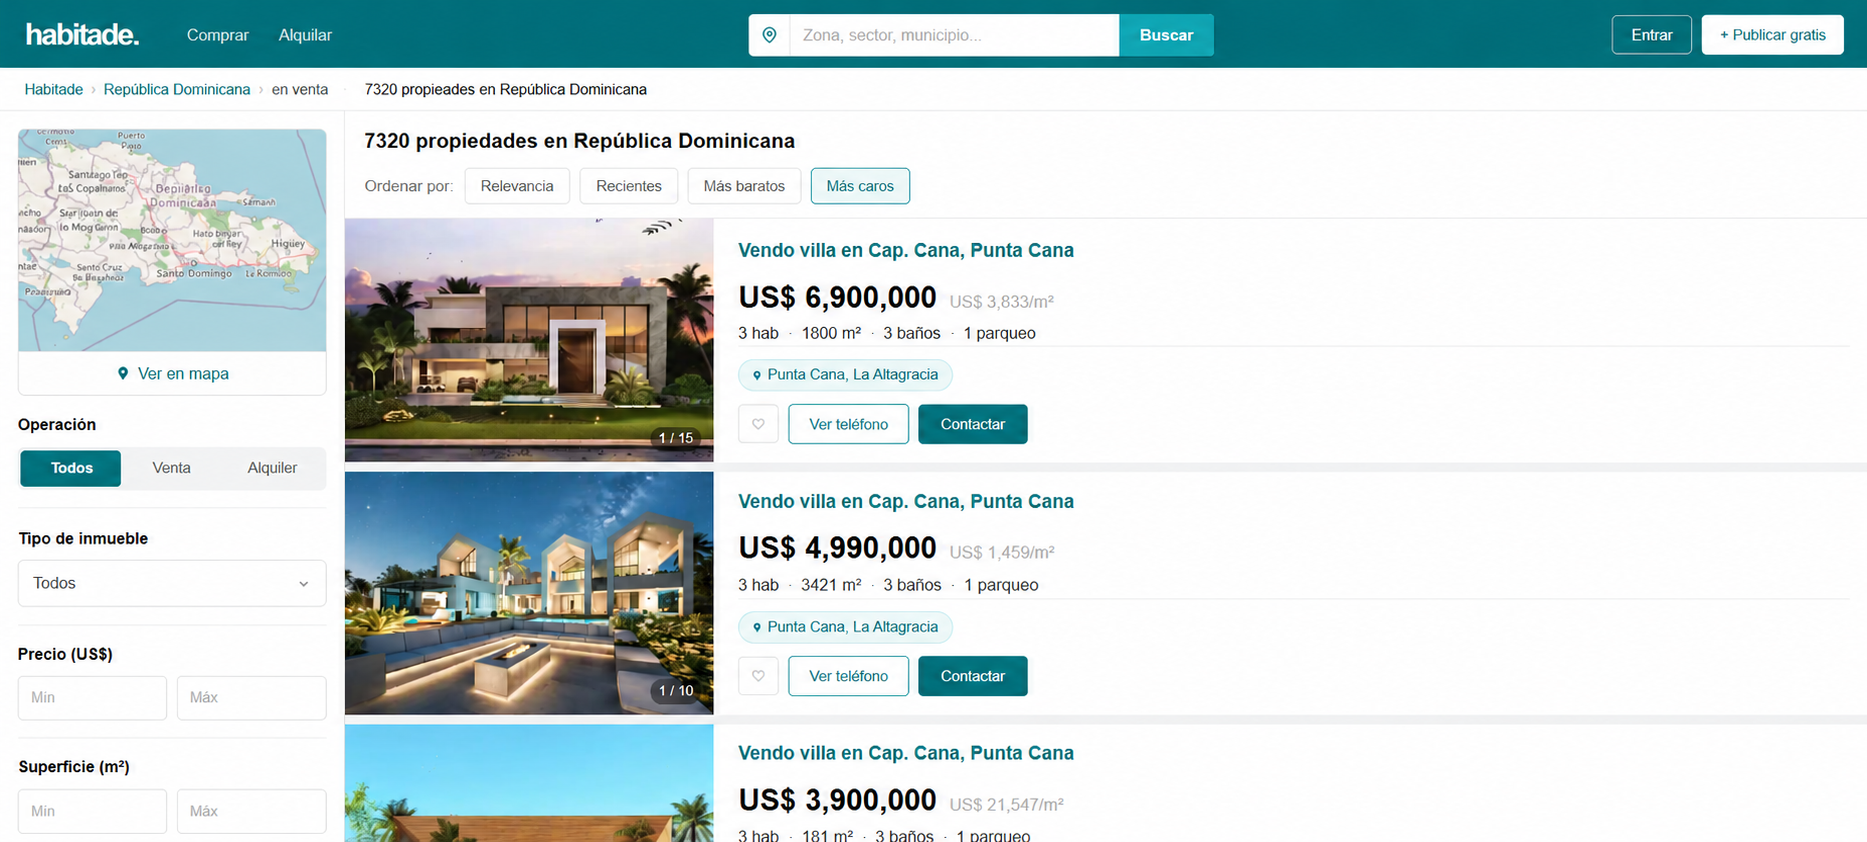 habitade.
Comprar
Alquilar
Zona, sector, municipio...
Buscar
Entrar
+ Publicar gratis
Habitade › República Dominicana › en venta
7320 propieades en República Dominicana
Puerto
Santo Domingo
Higüey
Ver en mapa
Operación
Todos
Venta
Alquiler
Tipo de inmueble
Todos
Precio (US$)
Mín
Máx
Superficie (m²)
Mín
Máx
7320 propiedades en República Dominicana
Ordenar por:
Relevancia
Recientes
Más baratos
Más caros
1 / 15
Vendo villa en Cap. Cana, Punta Cana
US$ 6,900,000 US$ 3,833/m²
3 hab · 1800 m² · 3 baños · 1 parqueo
Punta Cana, La Altagracia
Ver teléfono
Contactar
1 / 10
Vendo villa en Cap. Cana, Punta Cana
US$ 4,990,000 US$ 1,459/m²
3 hab · 3421 m² · 3 baños · 1 parqueo
Punta Cana, La Altagracia
Ver teléfono
Contactar
Vendo villa en Cap. Cana, Punta Cana
US$ 3,900,000 US$ 21,547/m²
3 hab · 181 m² · 3 baños · 1 parqueo